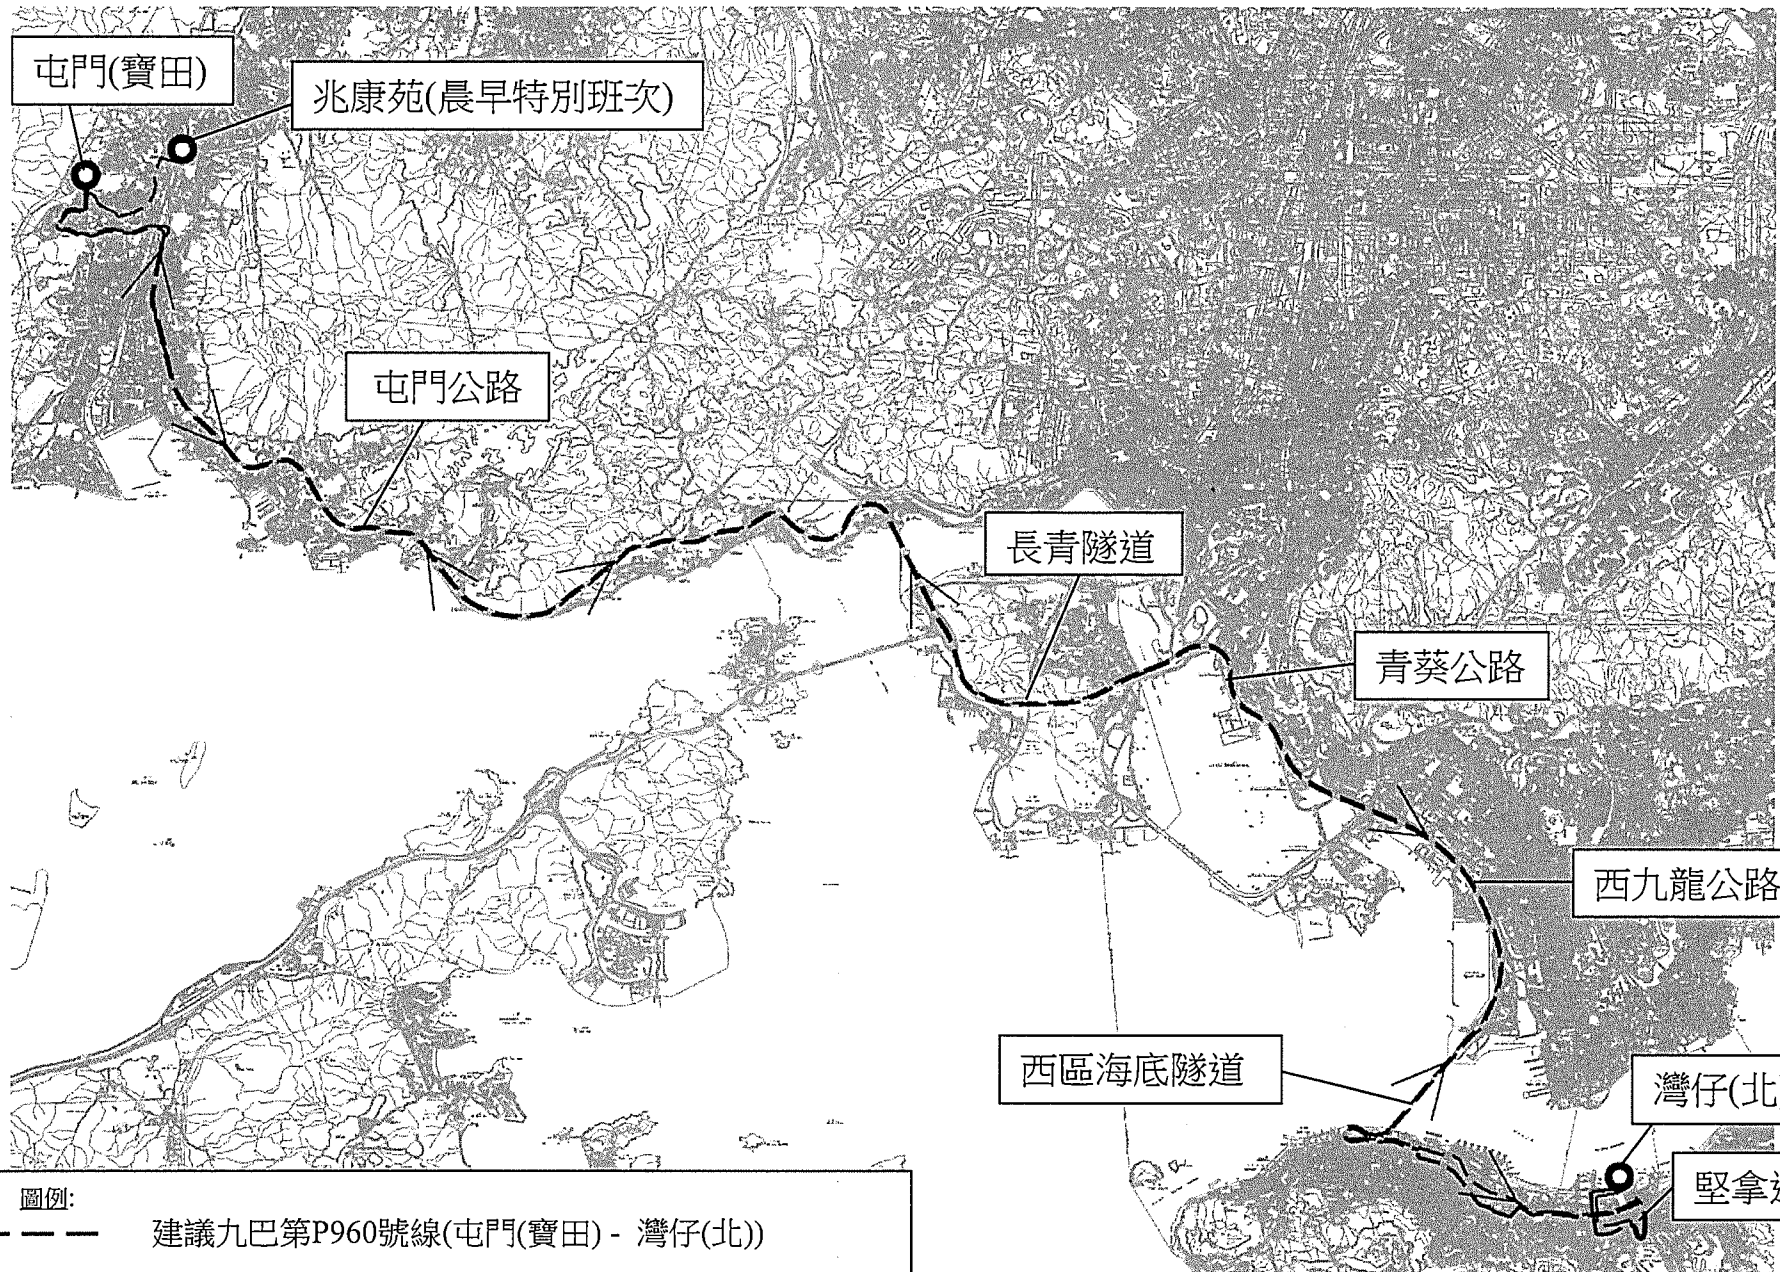 屯門(寶田)
兆康苑(晨早特別班次)
屯門公路
長青隧道
青葵公路
西九龍公路
西區海底隧道
灣仔(北
堅拿
圖例:
建議九巴第P960號線(屯門(寶田) - 灣仔(北))